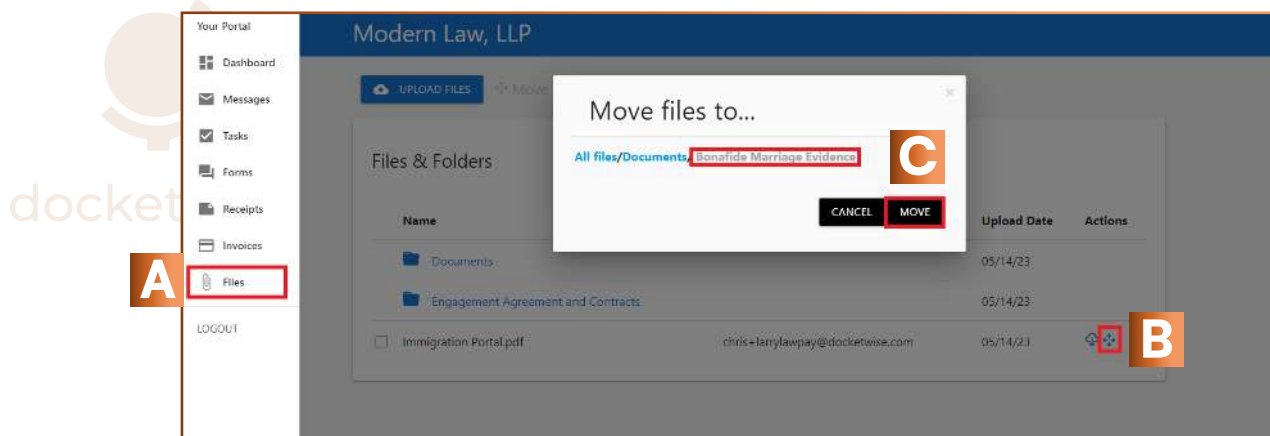 Your Portal
Dashboard
Messages
Tasks
Forms
Receipts
Invoices
Files
LOGOUT
docket
A
Modern Law, LLP
UPLOAD FILES
Move
Files & Folders
Name
Upload Date
Actions
Documents
05/14/23
Engagement Agreement and Contracts
05/14/23
Immigration Portal.pdf
chris+larrylawpay@docketwise.com
05/14/23
B
Move files to...
All files/Documents/Bonafide Marriage Evidence
C
CANCEL
MOVE